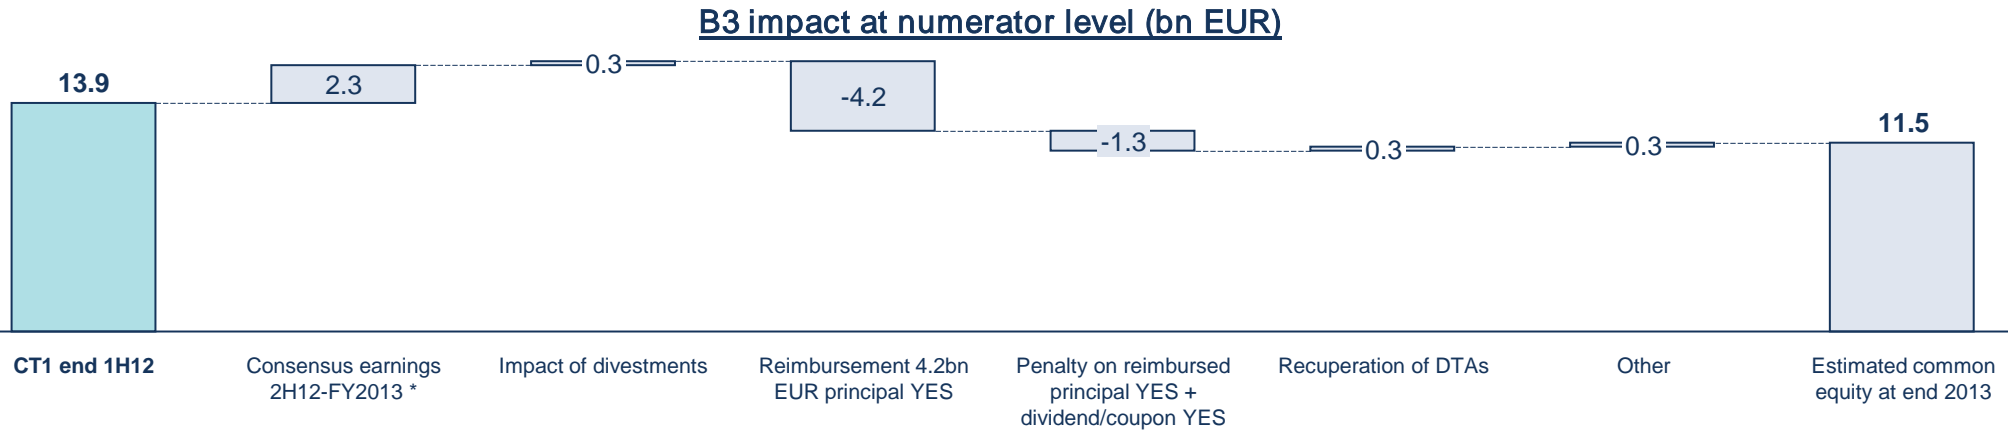 B3 impact at numerator level (bn EUR)
13.9
2.3
0.3
-4.2
-1.3
0.3
0.3
11.5
CT1 end 1H12
Consensus earnings
2H12-FY2013 *
Impact of divestments
Reimbursement 4.2bn
EUR principal YES
Penalty on reimbursed
principal YES +
dividend/coupon YES
Recuperation of DTAs
Other
Estimated common
equity at end 2013